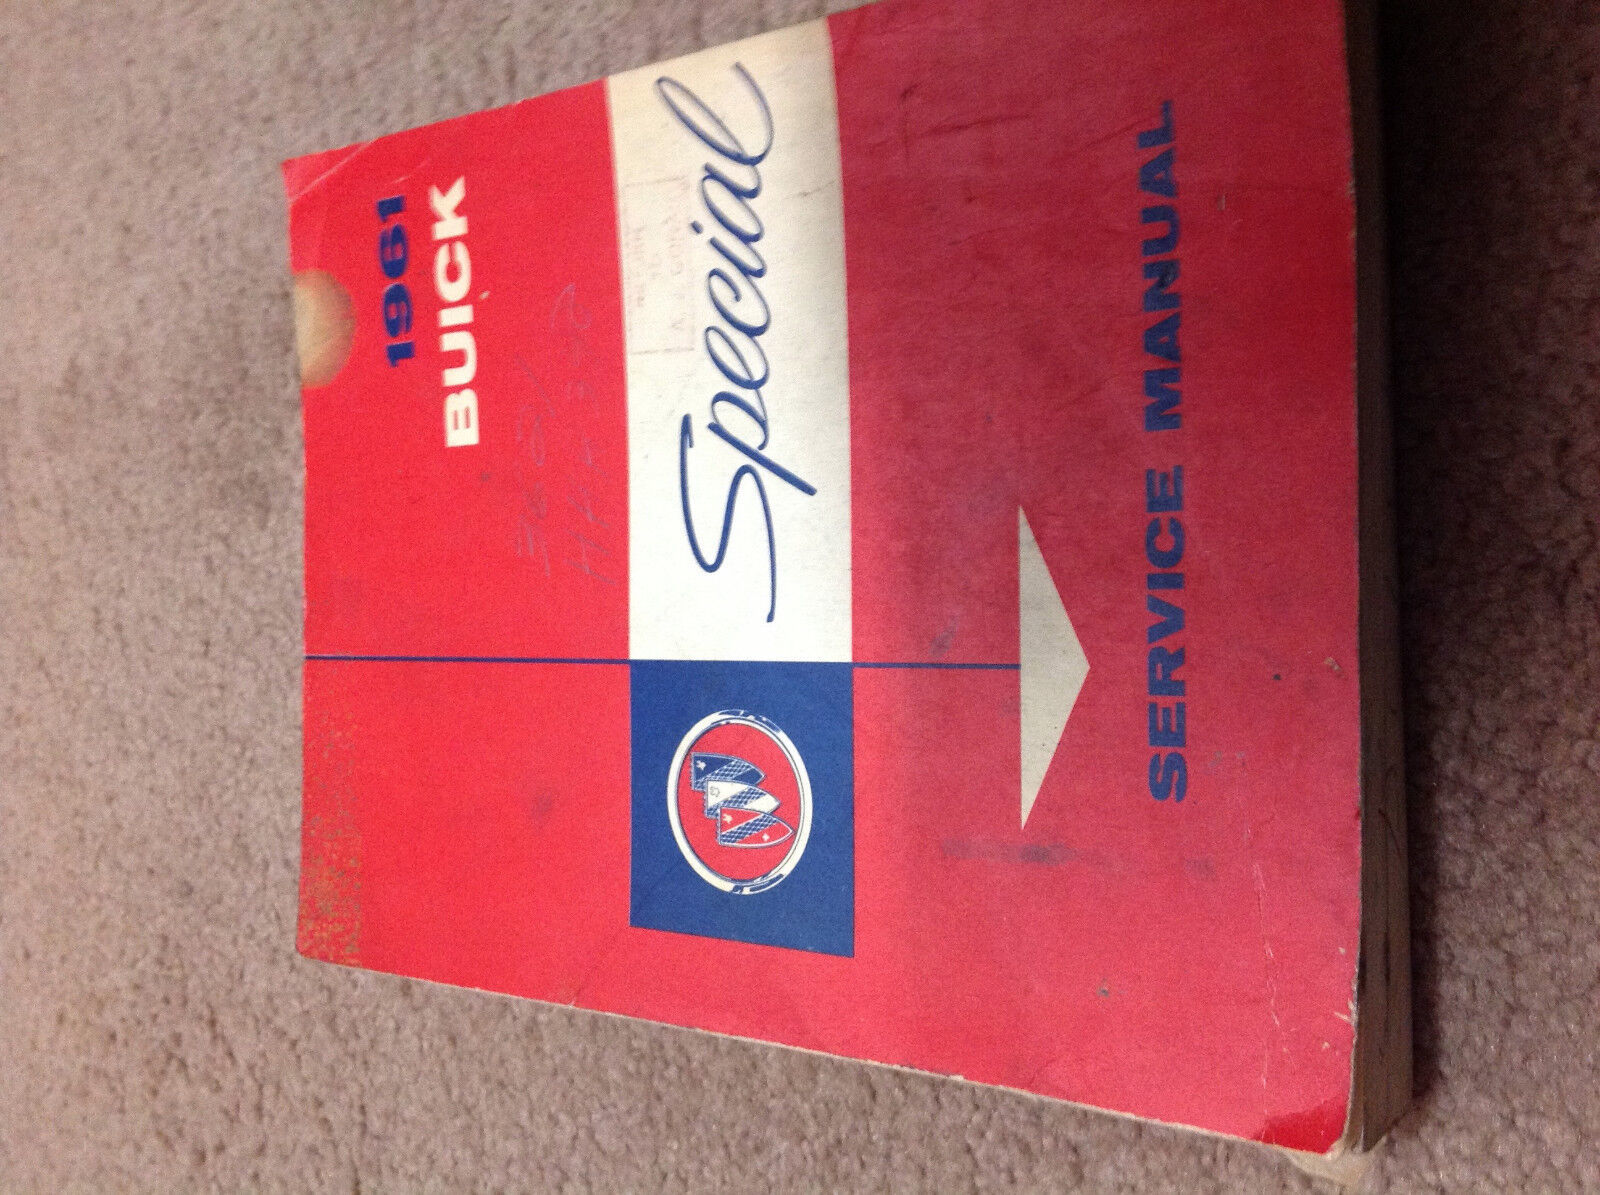 1961
BUICK
Special
SERVICE MANUAL